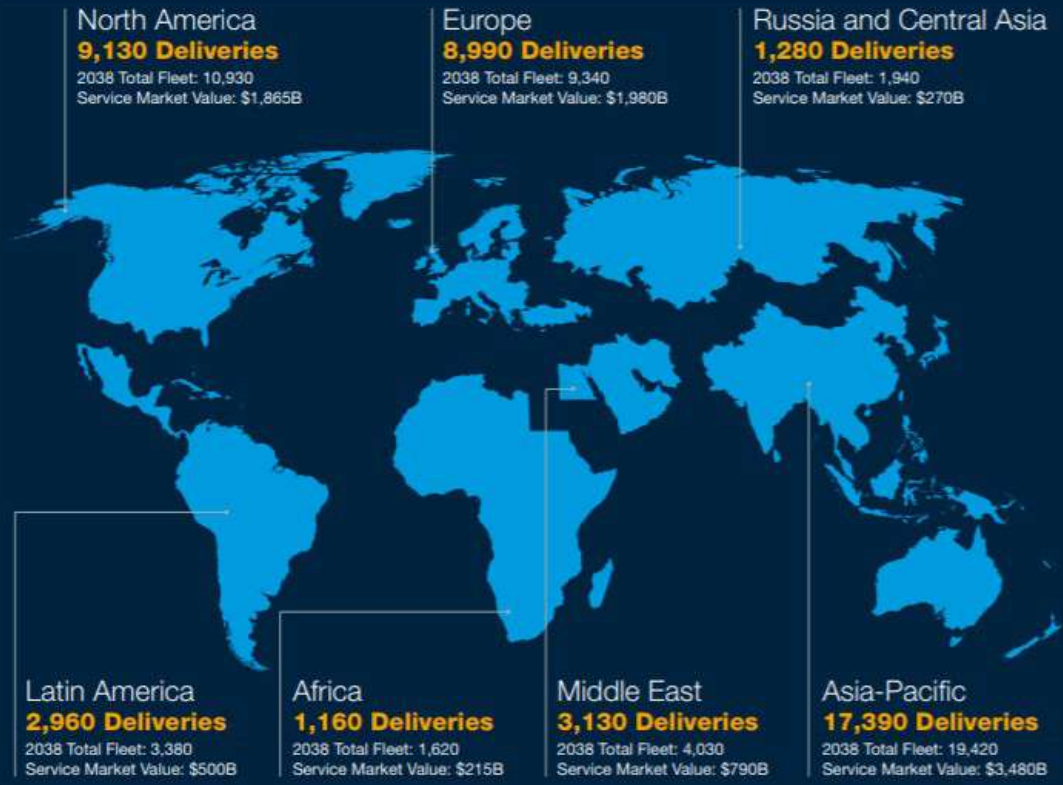 North America
9,130 Deliveries
2038 Total Fleet: 10,930
Service Market Value: $1,865B
Europe
8,990 Deliveries
2038 Total Fleet: 9,340
Service Market Value: $1,980B
Russia and Central Asia
1,280 Deliveries
2038 Total Fleet: 1,940
Service Market Value: $270B
Latin America
2,960 Deliveries
2038 Total Fleet: 3,380
Service Market Value: $500B
Africa
1,160 Deliveries
2038 Total Fleet: 1,620
Service Market Value: $215B
Middle East
3,130 Deliveries
2038 Total Fleet: 4,030
Service Market Value: $790B
Asia-Pacific
17,390 Deliveries
2038 Total Fleet: 19,420
Service Market Value: $3,480B